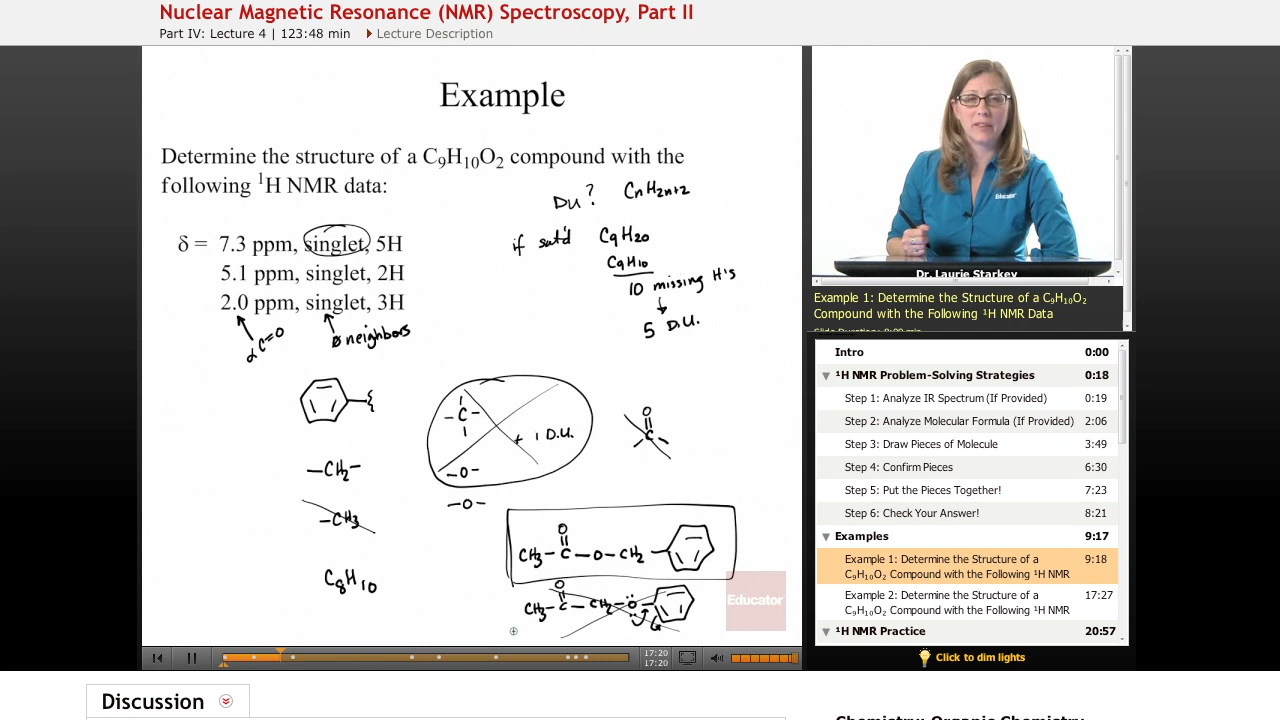 Nuclear Magnetic Resonance (NMR) Spectroscopy, Part II
Part IV: Lecture 4 | 123:48 min Lecture Description
Example
Determine the structure of a C₉H₁₀O₂ compound with the
following ¹H NMR data:
DU? CnH2n+2
δ = 7.3 ppm, singlet, 5H
if sat'd C9H20
5.1 ppm, singlet, 2H
C9H10
10 missing H's
2.0 ppm, singlet, 3H
5 D.U.
α C=O
ø neighbors
-C-
+ 1 D.U.
O
C
-CH2-
-O-
-O-
-CH3
O
CH3-C-O-CH2
C8H10
O
CH3-C-CH2-O
Educator
Educator
Dr. Laurie Starkey
Example 1: Determine the Structure of a C₉H₁₀O₂
Compound with the Following ¹H NMR Data
Intro 0:00
¹H NMR Problem-Solving Strategies 0:18
Step 1: Analyze IR Spectrum (If Provided) 0:19
Step 2: Analyze Molecular Formula (If Provided) 2:06
Step 3: Draw Pieces of Molecule 3:49
Step 4: Confirm Pieces 6:30
Step 5: Put the Pieces Together! 7:23
Step 6: Check Your Answer! 8:21
Examples 9:17
Example 1: Determine the Structure of a 9:18
C₉H₁₀O₂ Compound with the Following ¹H NMR
Example 2: Determine the Structure of a 17:27
C₉H₁₀O₂ Compound with the Following ¹H NMR
¹H NMR Practice 20:57
17:20
17:20
Click to dim lights
Discussion